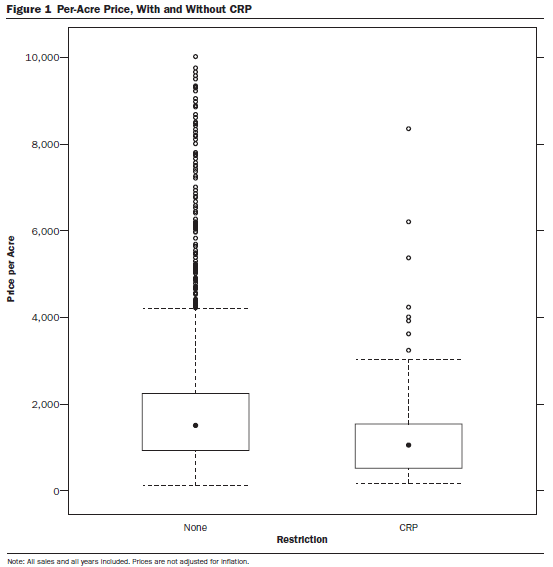 Figure 1 Per-Acre Price, With and Without CRP
10,000
8,000
6,000
4,000
2,000
0
Price per Acre
None
CRP
Restriction
Note: All sales and all years included. Prices are not adjusted for inflation.